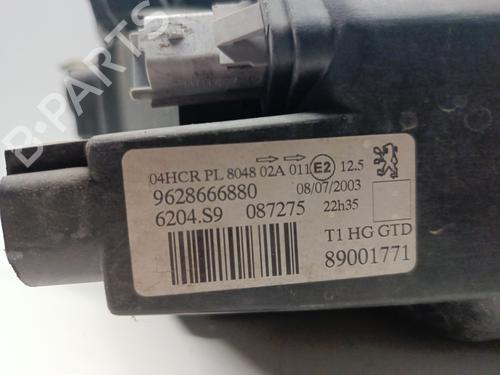 B-PARTS
04HCR PL 8048 02A 011 E2 12.5
9628666880 08/07/2003
6204.S9 087275 22h35
T1 HG GTD
89001771